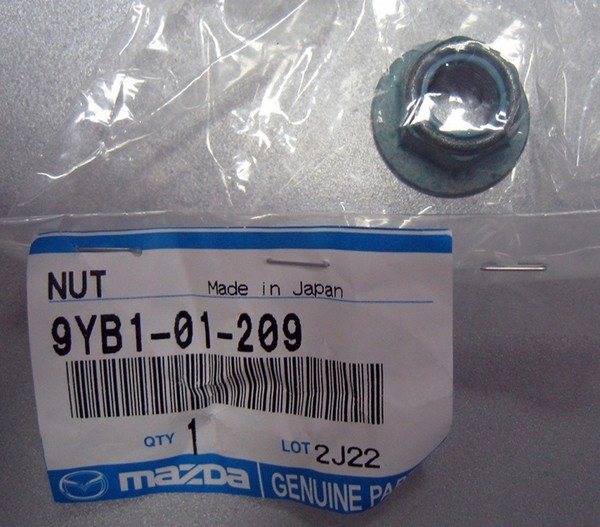 NUT Made in Japan
9YB1-01-209
QTY 1 LOT 2J22
mazda GENUINE PA